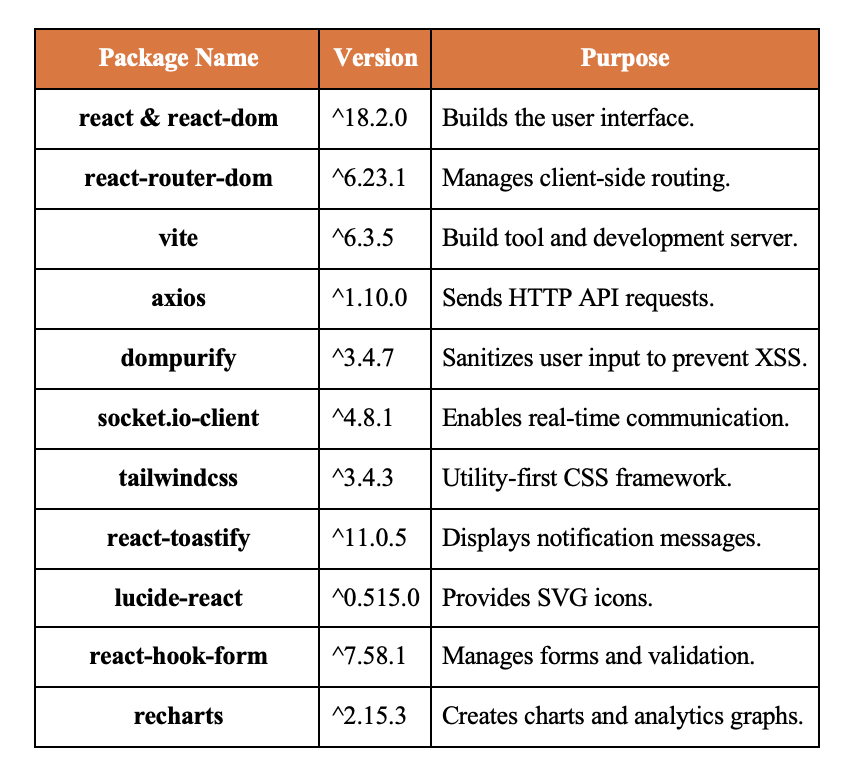 Package Name Version Purpose
react & react-dom ^18.2.0 Builds the user interface.
react-router-dom ^6.23.1 Manages client-side routing.
vite ^6.3.5 Build tool and development server.
axios ^1.10.0 Sends HTTP API requests.
dompurify ^3.4.7 Sanitizes user input to prevent XSS.
socket.io-client ^4.8.1 Enables real-time communication.
tailwindcss ^3.4.3 Utility-first CSS framework.
react-toastify ^11.0.5 Displays notification messages.
lucide-react ^0.515.0 Provides SVG icons.
react-hook-form ^7.58.1 Manages forms and validation.
recharts ^2.15.3 Creates charts and analytics graphs.